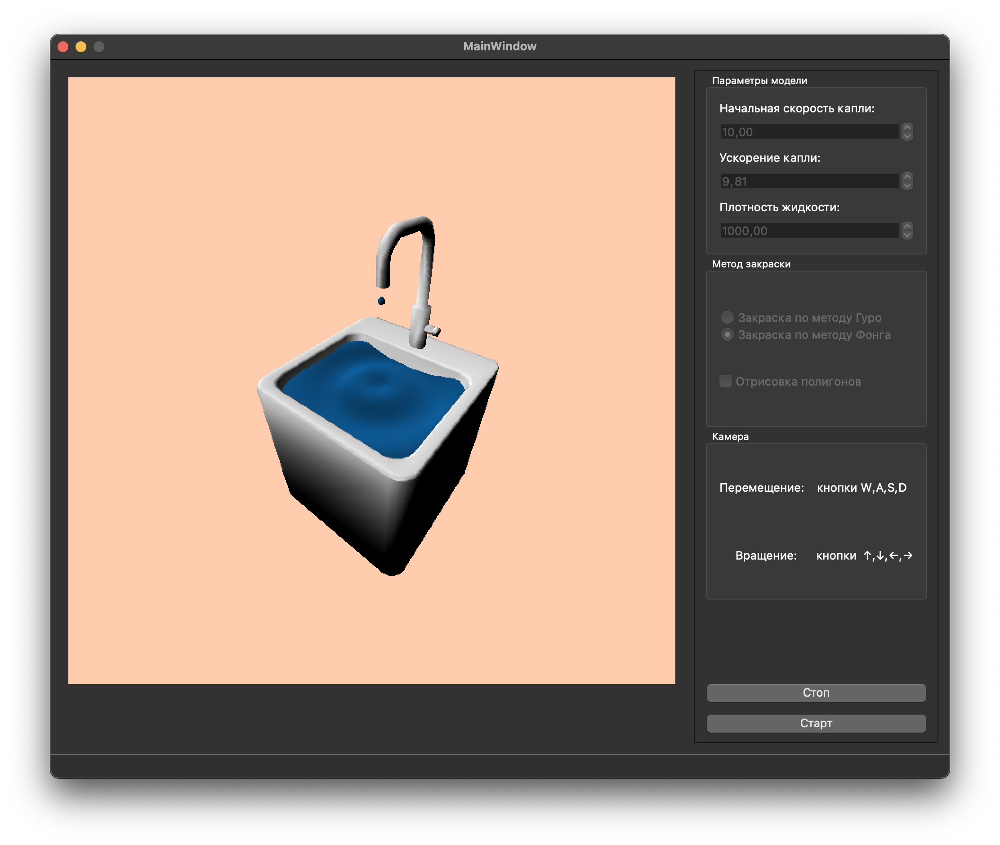 MainWindow
Параметры модели
Начальная скорость капли:
10,00
Ускорение капли:
9,81
Плотность жидкости:
1000,00
Метод закраски
Закраска по методу Гуро
Закраска по методу Фонга
Отрисовка полигонов
Камера
Перемещение: кнопки W,A,S,D
Вращение: кнопки ↑,↓,←,→
Стоп
Старт